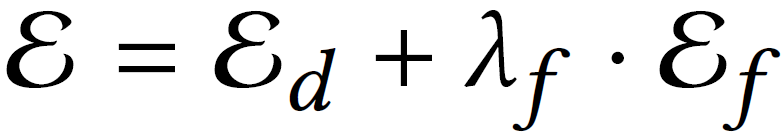 ℰ = ℰ_d + λ_f · ℰ_f